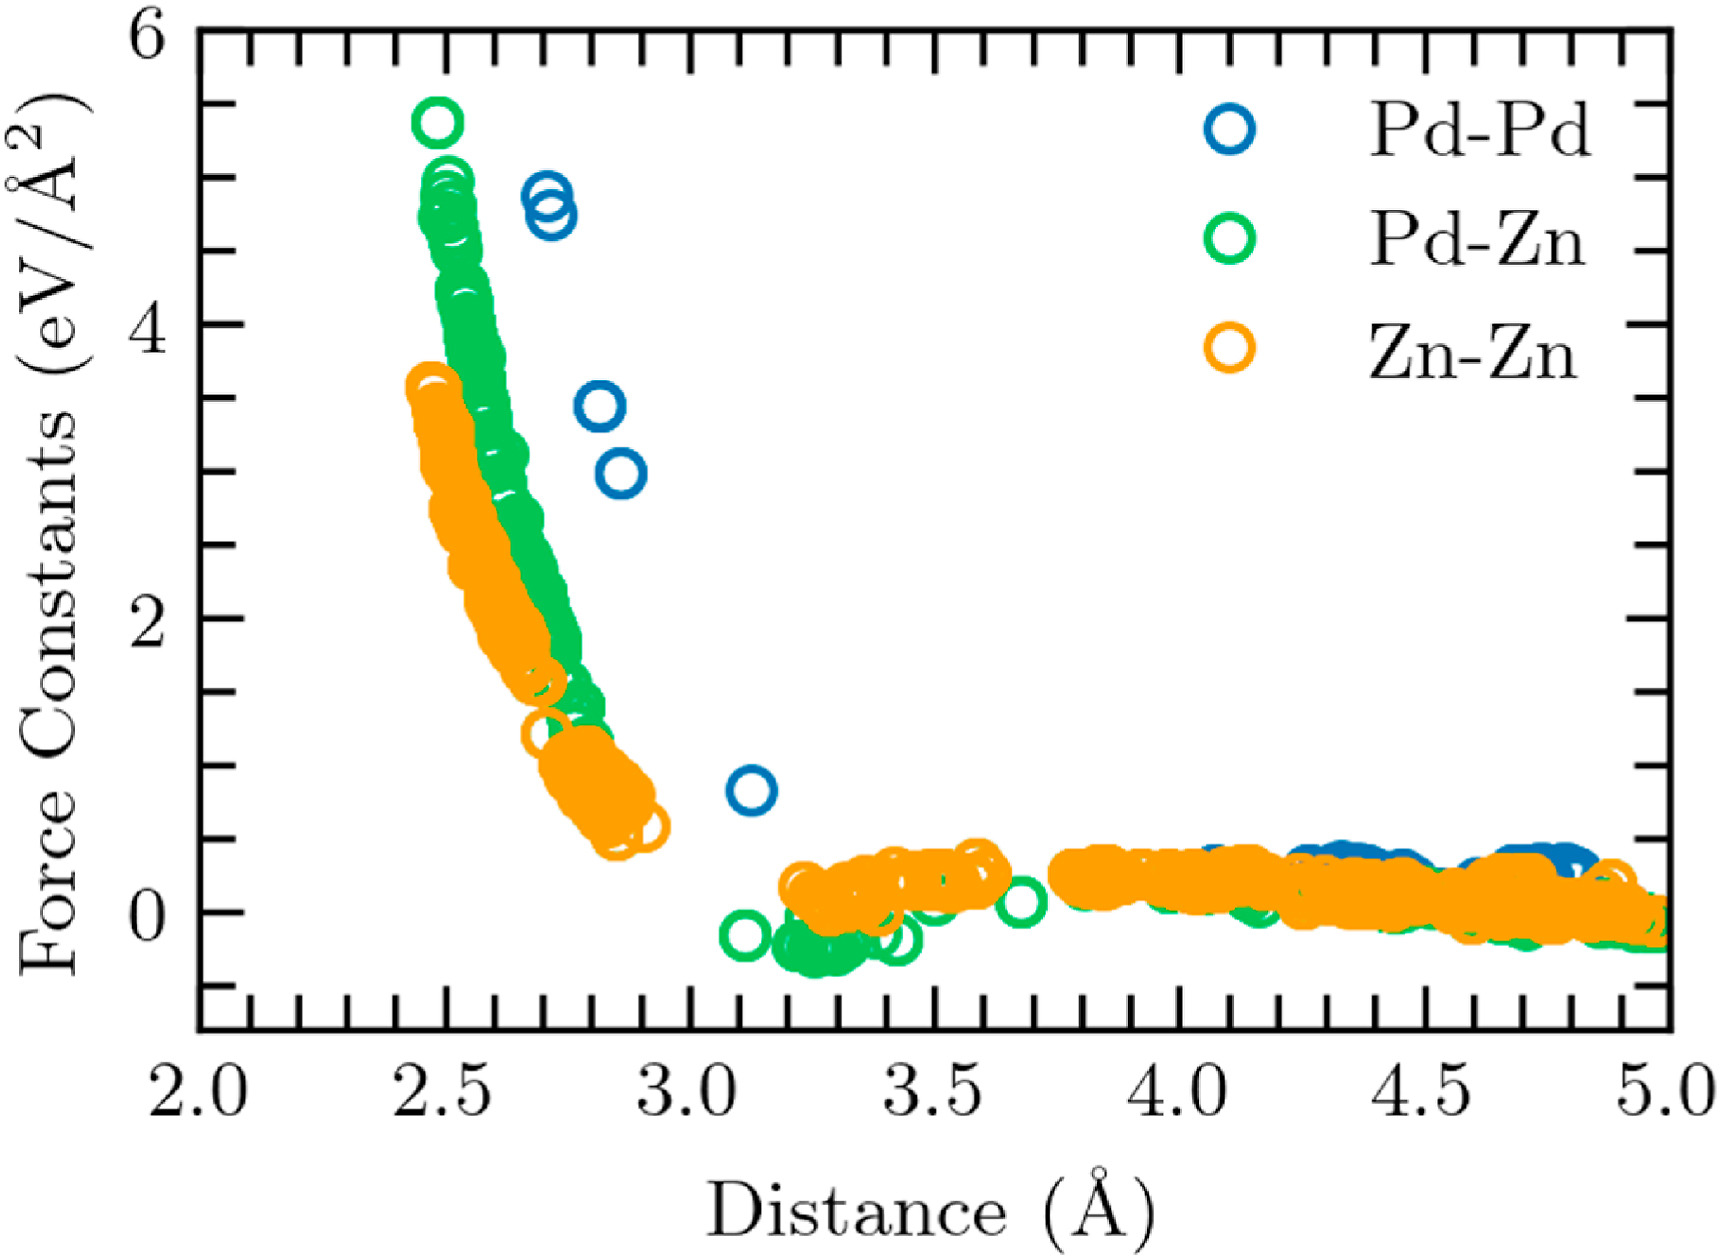 6
4
2
0
Force Constants (eV/Å²)
Pd-Pd
Pd-Zn
Zn-Zn
2.0 2.5 3.0 3.5 4.0 4.5 5.0
Distance (Å)